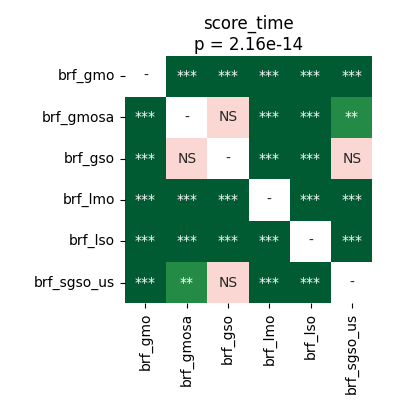 score_time
p = 2.16e-14
brf_gmo - *** *** *** *** ***
brf_gmosa *** - NS *** *** **
brf_gso *** NS - *** *** NS
brf_lmo *** *** *** - *** ***
brf_lso *** *** *** *** - ***
brf_sgso_us *** ** NS *** *** -
brf_gmo
brf_gmosa
brf_gso
brf_lmo
brf_lso
brf_sgso_us